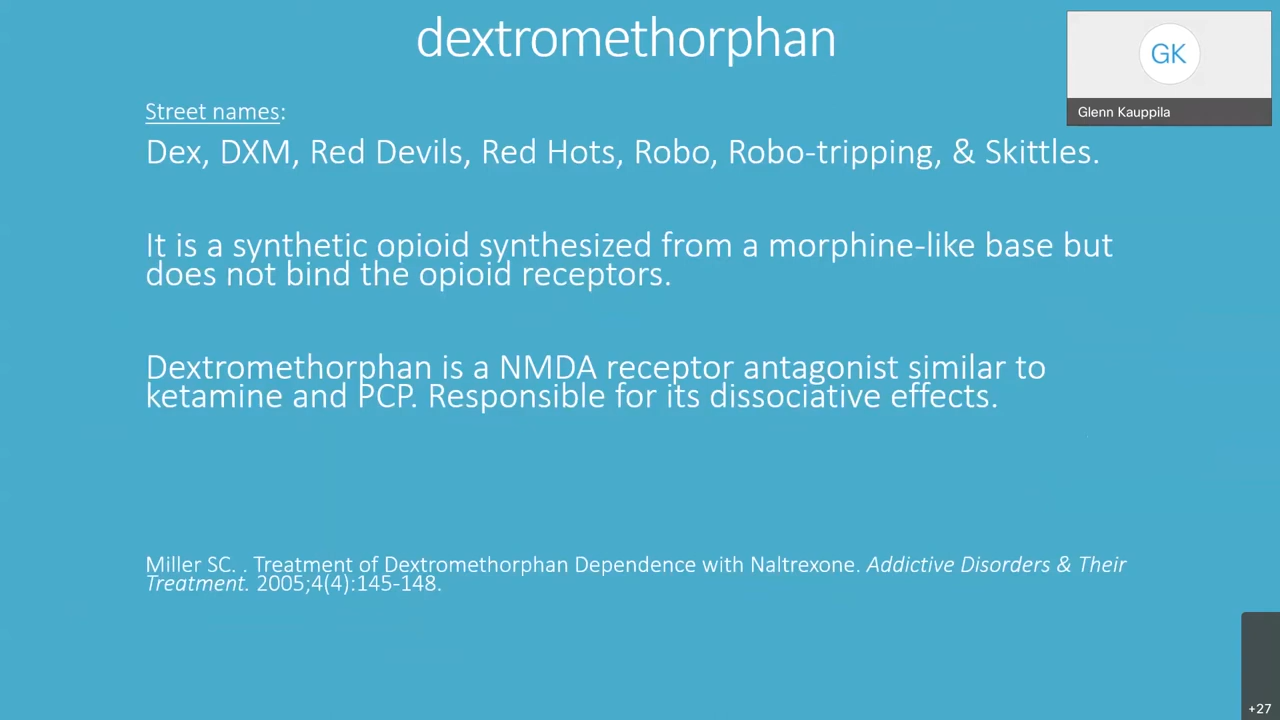 dextromethorphan
GK
Glenn Kauppila
Street names:
Dex, DXM, Red Devils, Red Hots, Robo, Robo-tripping, & Skittles.
It is a synthetic opioid synthesized from a morphine-like base but
does not bind the opioid receptors.
Dextromethorphan is a NMDA receptor antagonist similar to
ketamine and PCP. Responsible for its dissociative effects.
Miller SC. . Treatment of Dextromethorphan Dependence with Naltrexone. Addictive Disorders & Their
Treatment. 2005;4(4):145-148.
+27